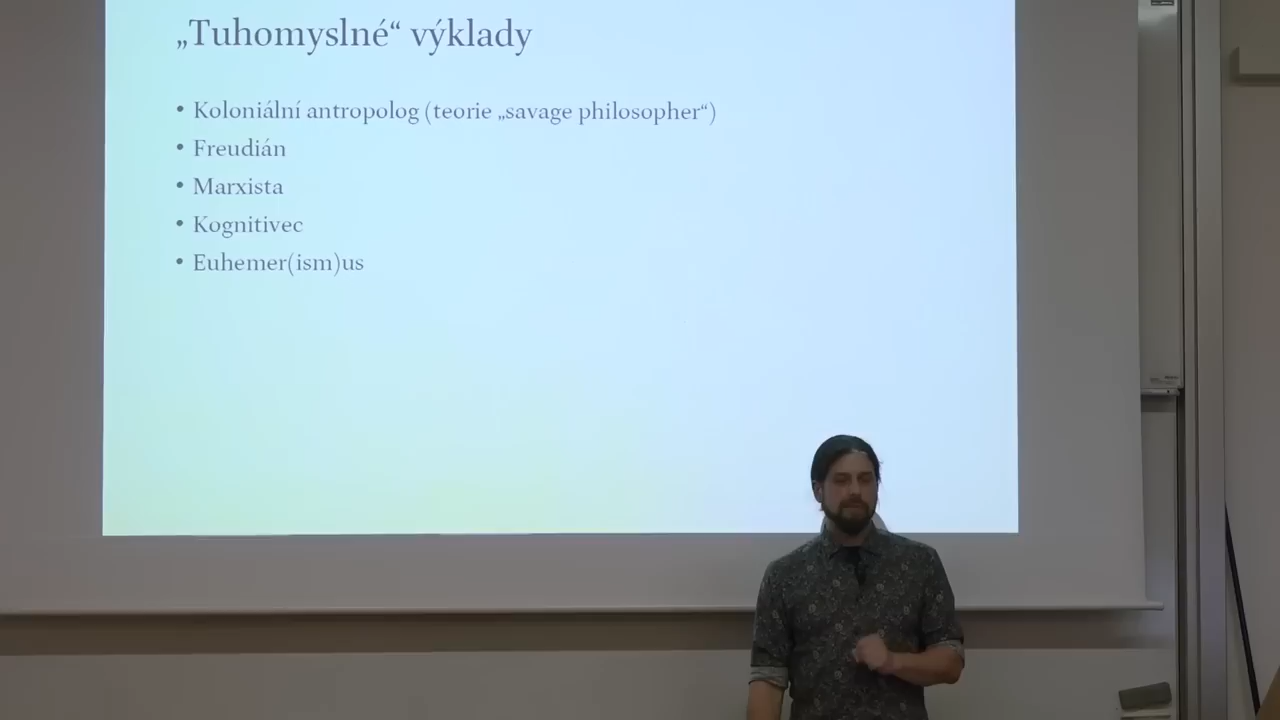 „Tuhomyslné“ výklady
• Koloniální antropolog (teorie „savage philosopher“)
• Freudián
• Marxista
• Kognitivec
• Euhemer(ism)us